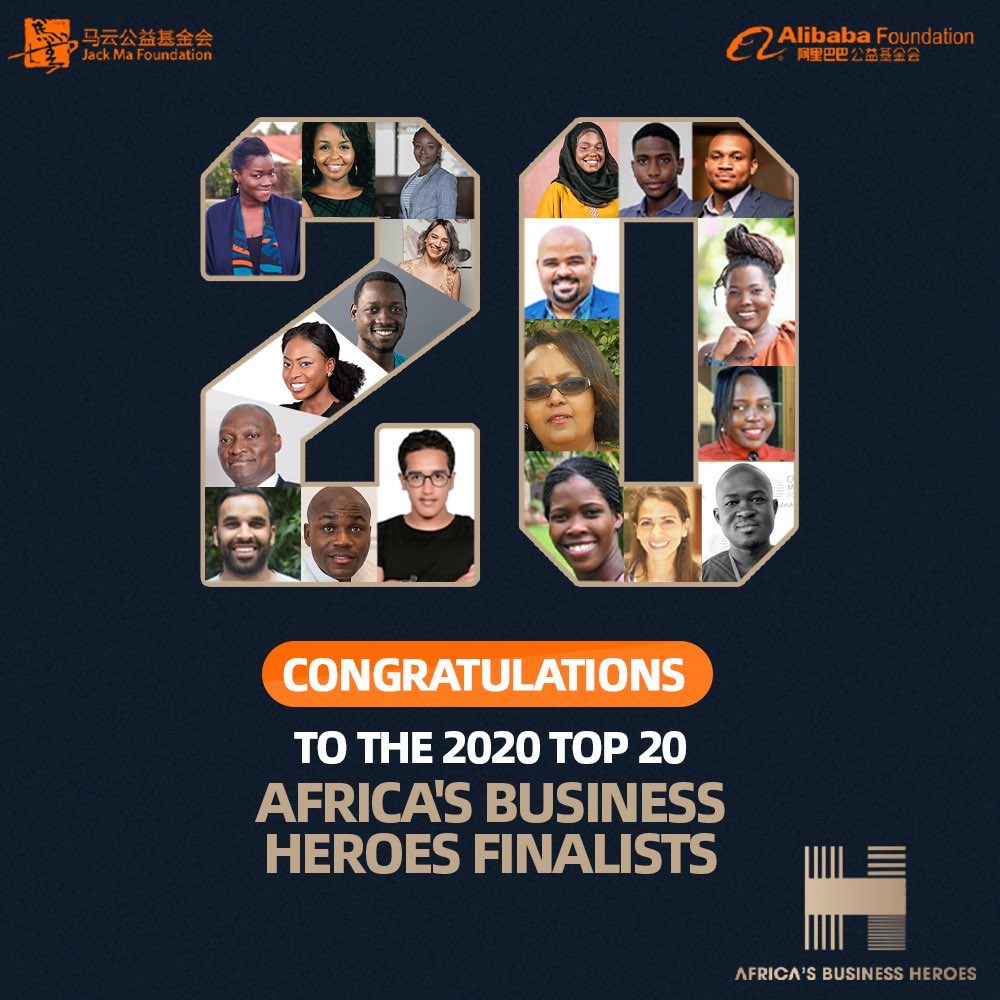 马云公益基金会
Jack Ma Foundation
Alibaba Foundation
阿里巴巴公益基金会
20
CONGRATULATIONS
TO THE 2020 TOP 20
AFRICA'S BUSINESS
HEROES FINALISTS
H
AFRICA'S BUSINESS HEROES